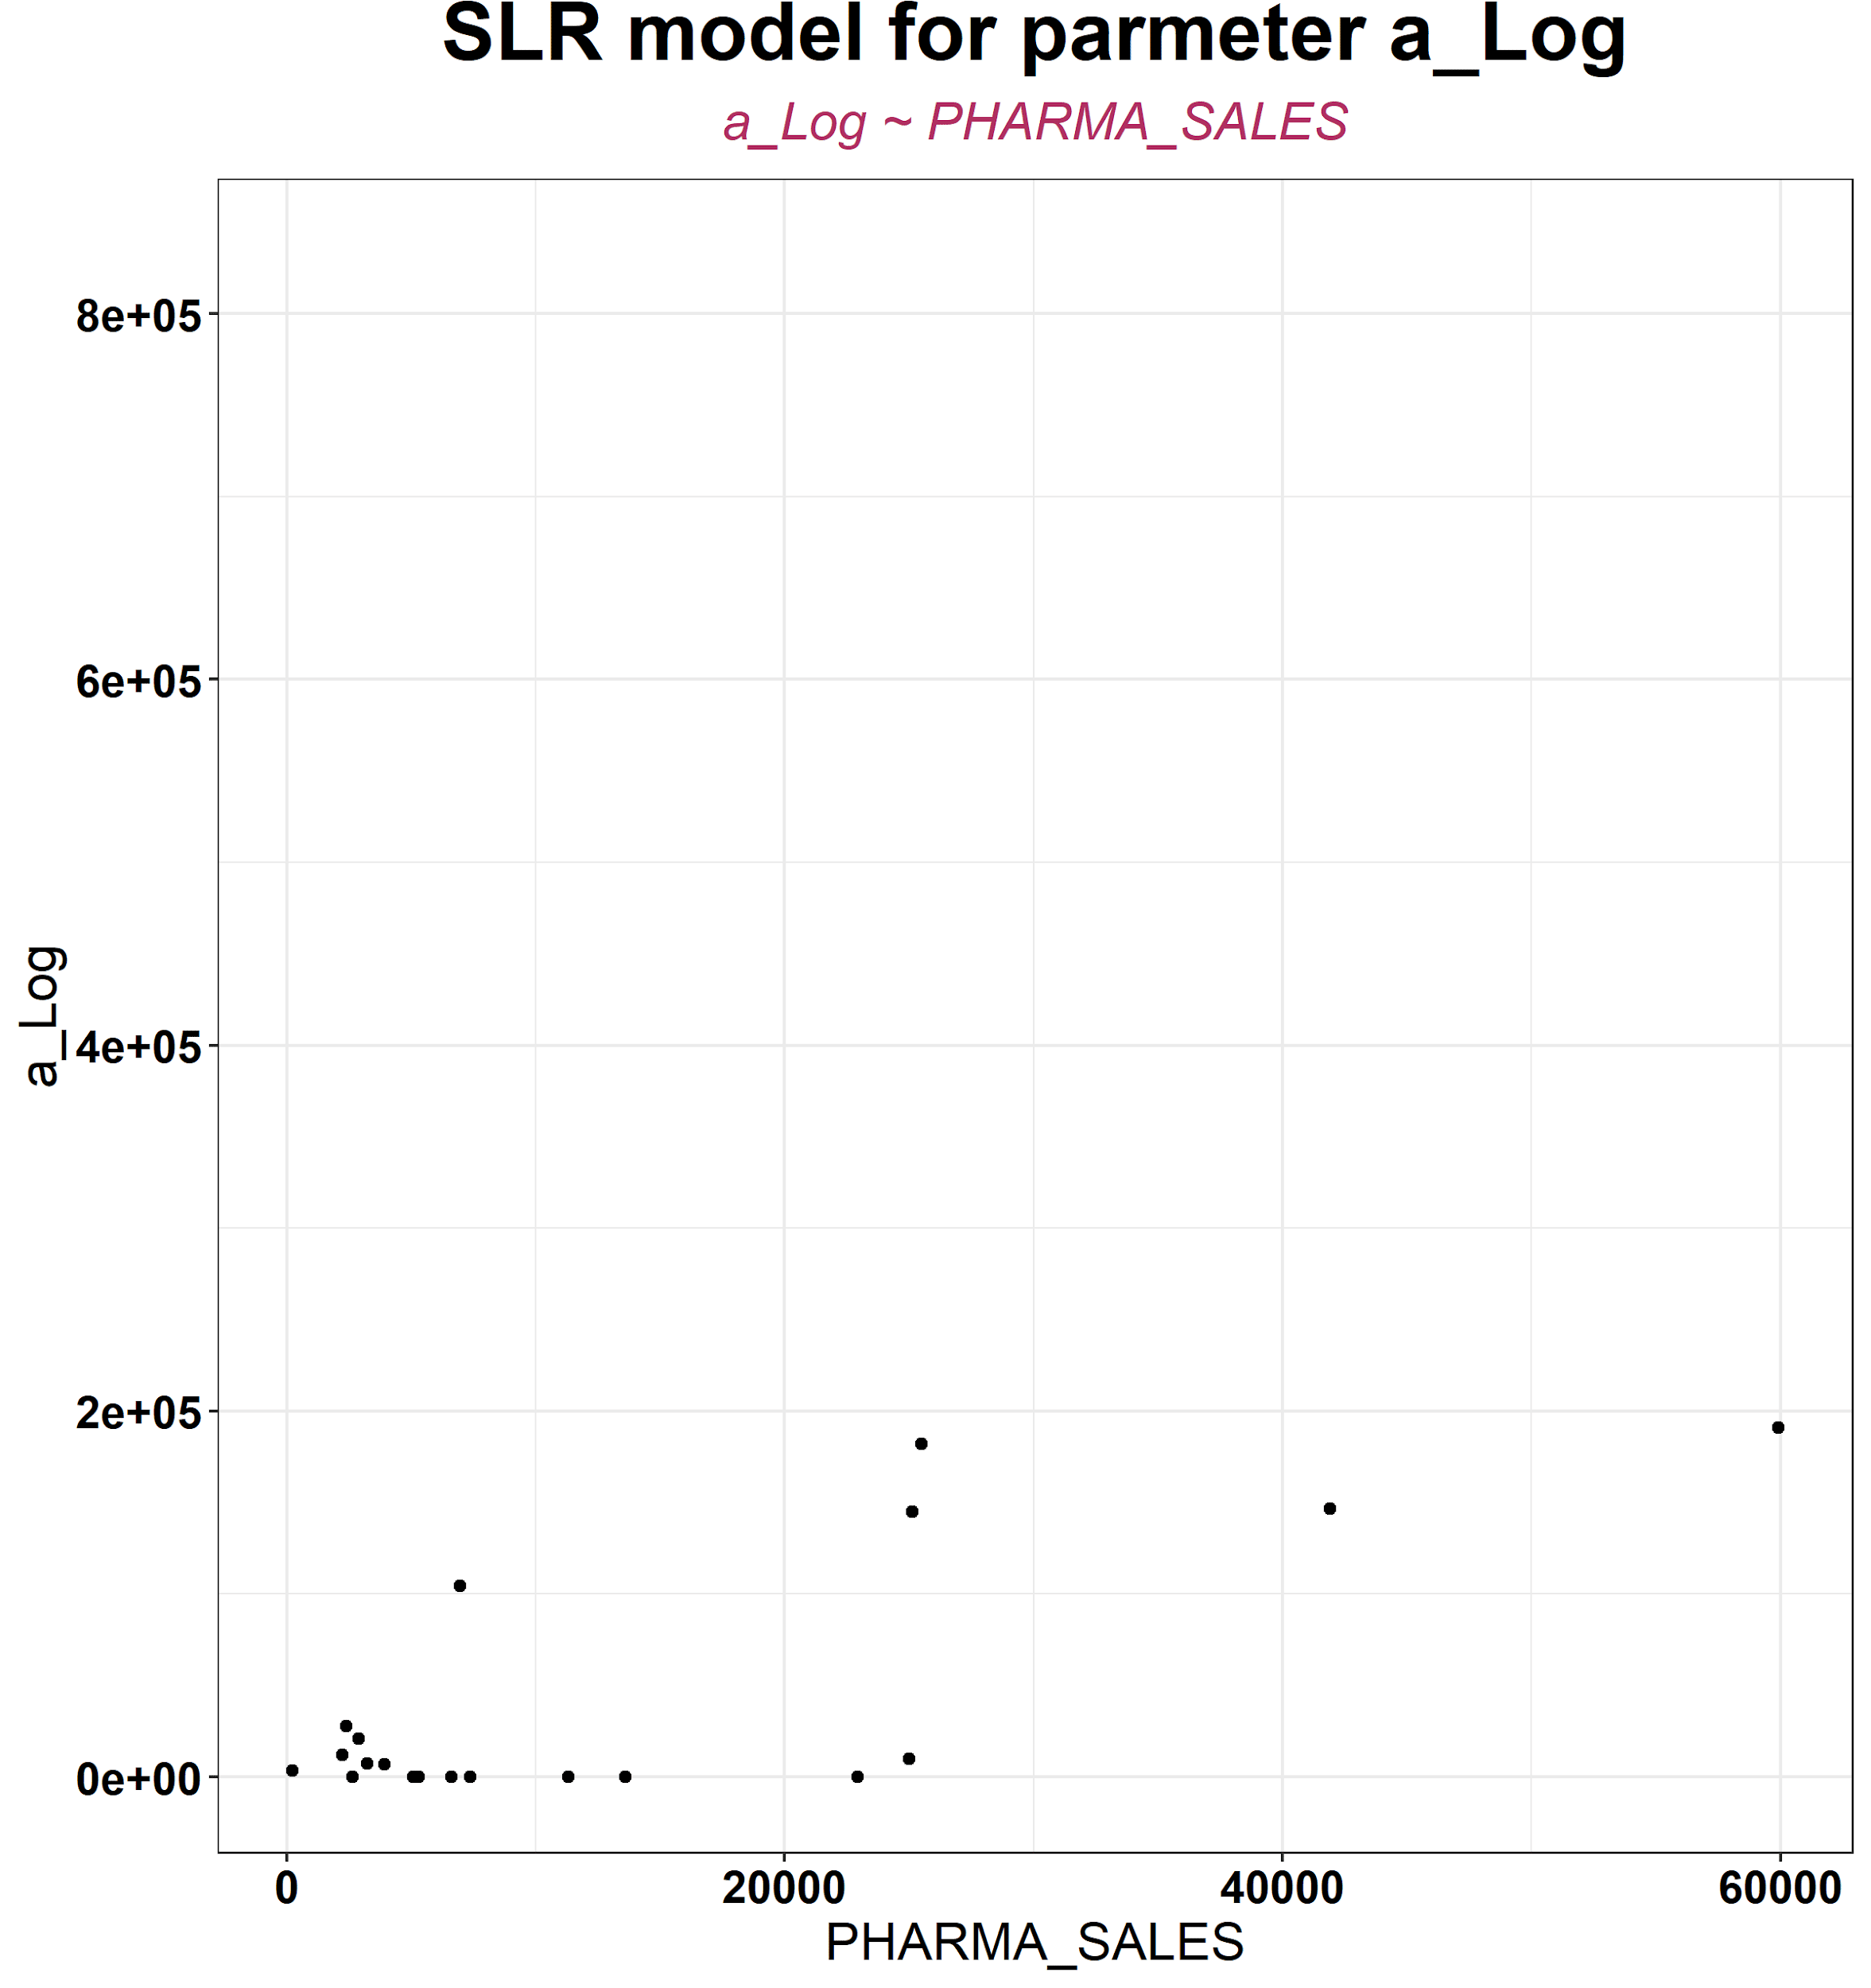 SLR model for parmeter a_Log
a_Log ~ PHARMA_SALES
8e+05
6e+05
4e+05
2e+05
0e+00
a_Log
0 20000 40000 60000
PHARMA_SALES